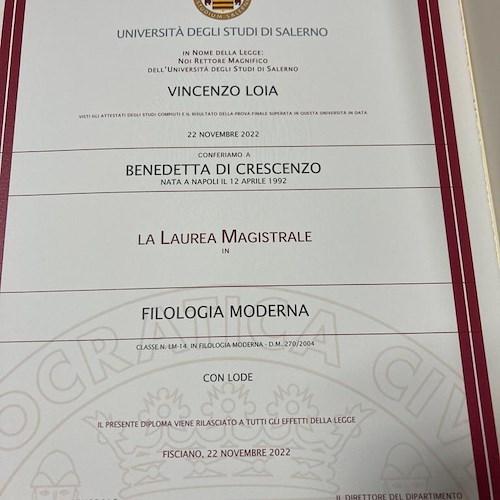 STUDIUM SALERNI
UNIVERSITÀ DEGLI STUDI DI SALERNO
IN NOME DELLA LEGGE:
NOI RETTORE MAGNIFICO
DELL'UNIVERSITÀ DEGLI STUDI DI SALERNO
VINCENZO LOIA
VISTI GLI ATTESTATI DEGLI STUDI COMPIUTI E IL RISULTATO DELLA PROVA FINALE SUPERATA IN QUESTA UNIVERSITÀ IN DATA
22 NOVEMBRE 2022
CONFERIAMO A
BENEDETTA DI CRESCENZO
NATA A NAPOLI IL 12 APRILE 1992
LA LAUREA MAGISTRALE
IN
FILOLOGIA MODERNA
CLASSE N. LM-14, IN FILOLOGIA MODERNA - D.M. 270/2004
OCRATICA CIV
CON LODE
IL PRESENTE DIPLOMA VIENE RILASCIATO A TUTTI GLI EFFETTI DELLA LEGGE
FISCIANO, 22 NOVEMBRE 2022
IL DIRETTORE DEL DIPARTIMENTO